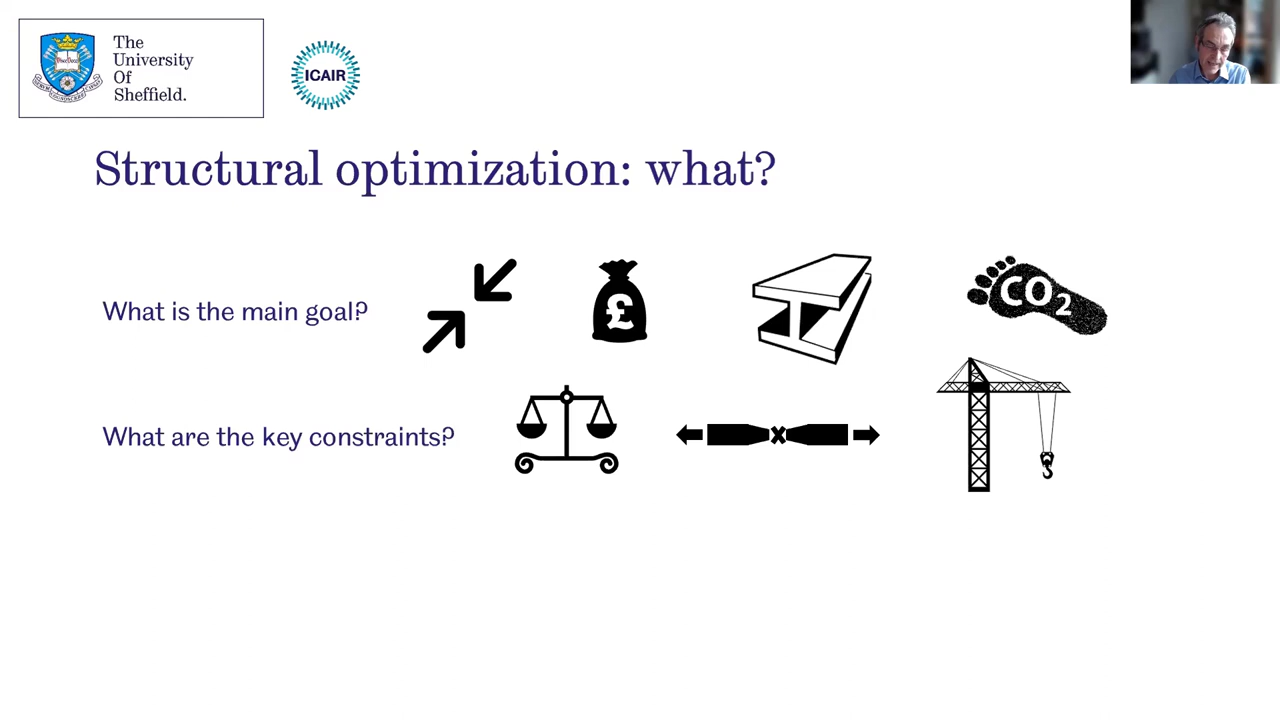 The
University
Of
Sheffield.
ICAIR
Structural optimization: what?
What is the main goal?
£
CO2
What are the key constraints?